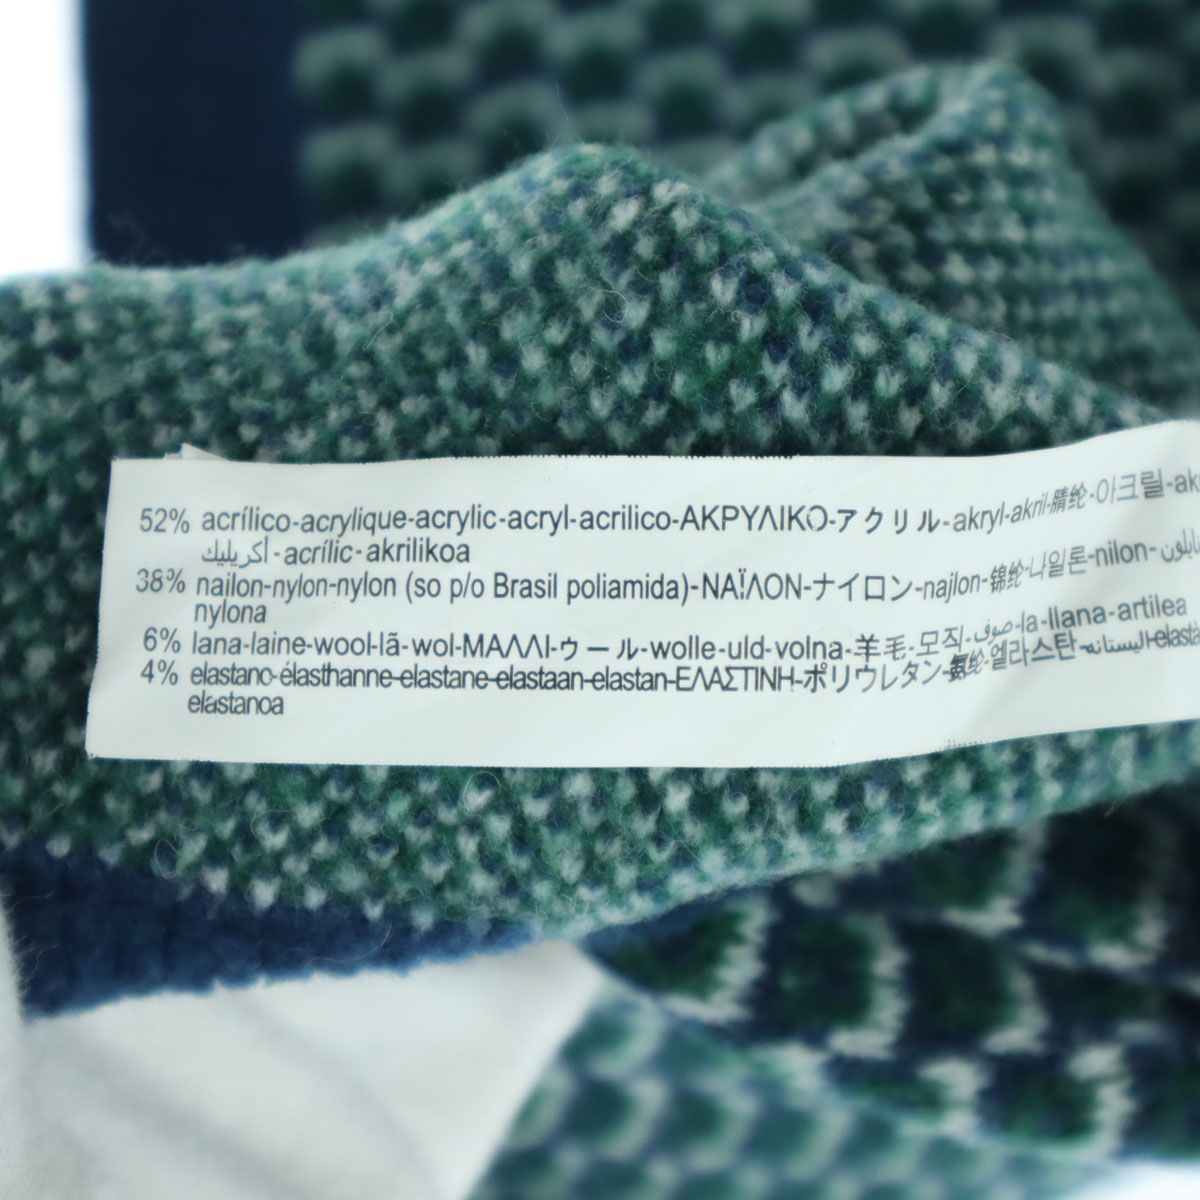 52% acrílico-acrylique-acrylic-acryl-acrilico-ΑΚΡΥΛΙΚΟ-アクリル-akryl-akril-腈纶-아크릴-
أكريليك-acrílic-akrilikoa
38% nailon-nylon-nylon (so p/o Brasil poliamida)-ΝΑΪΛΟΝ-ナイロン-najlon-锦纶-나일론-nilon-نايلون
nylona
6% lana-laine-wool-lã-wol-ΜΑΛΛΙ-ウール-wolle-uld-volna-羊毛-모직-صوف-la-llana-artilea
4% elastano-élasthanne-elastane-elastaan-elastan-ΕΛΑΣΤΙΝΗ-ポリウレタン-氨纶-엘라스탄-
elastanoa